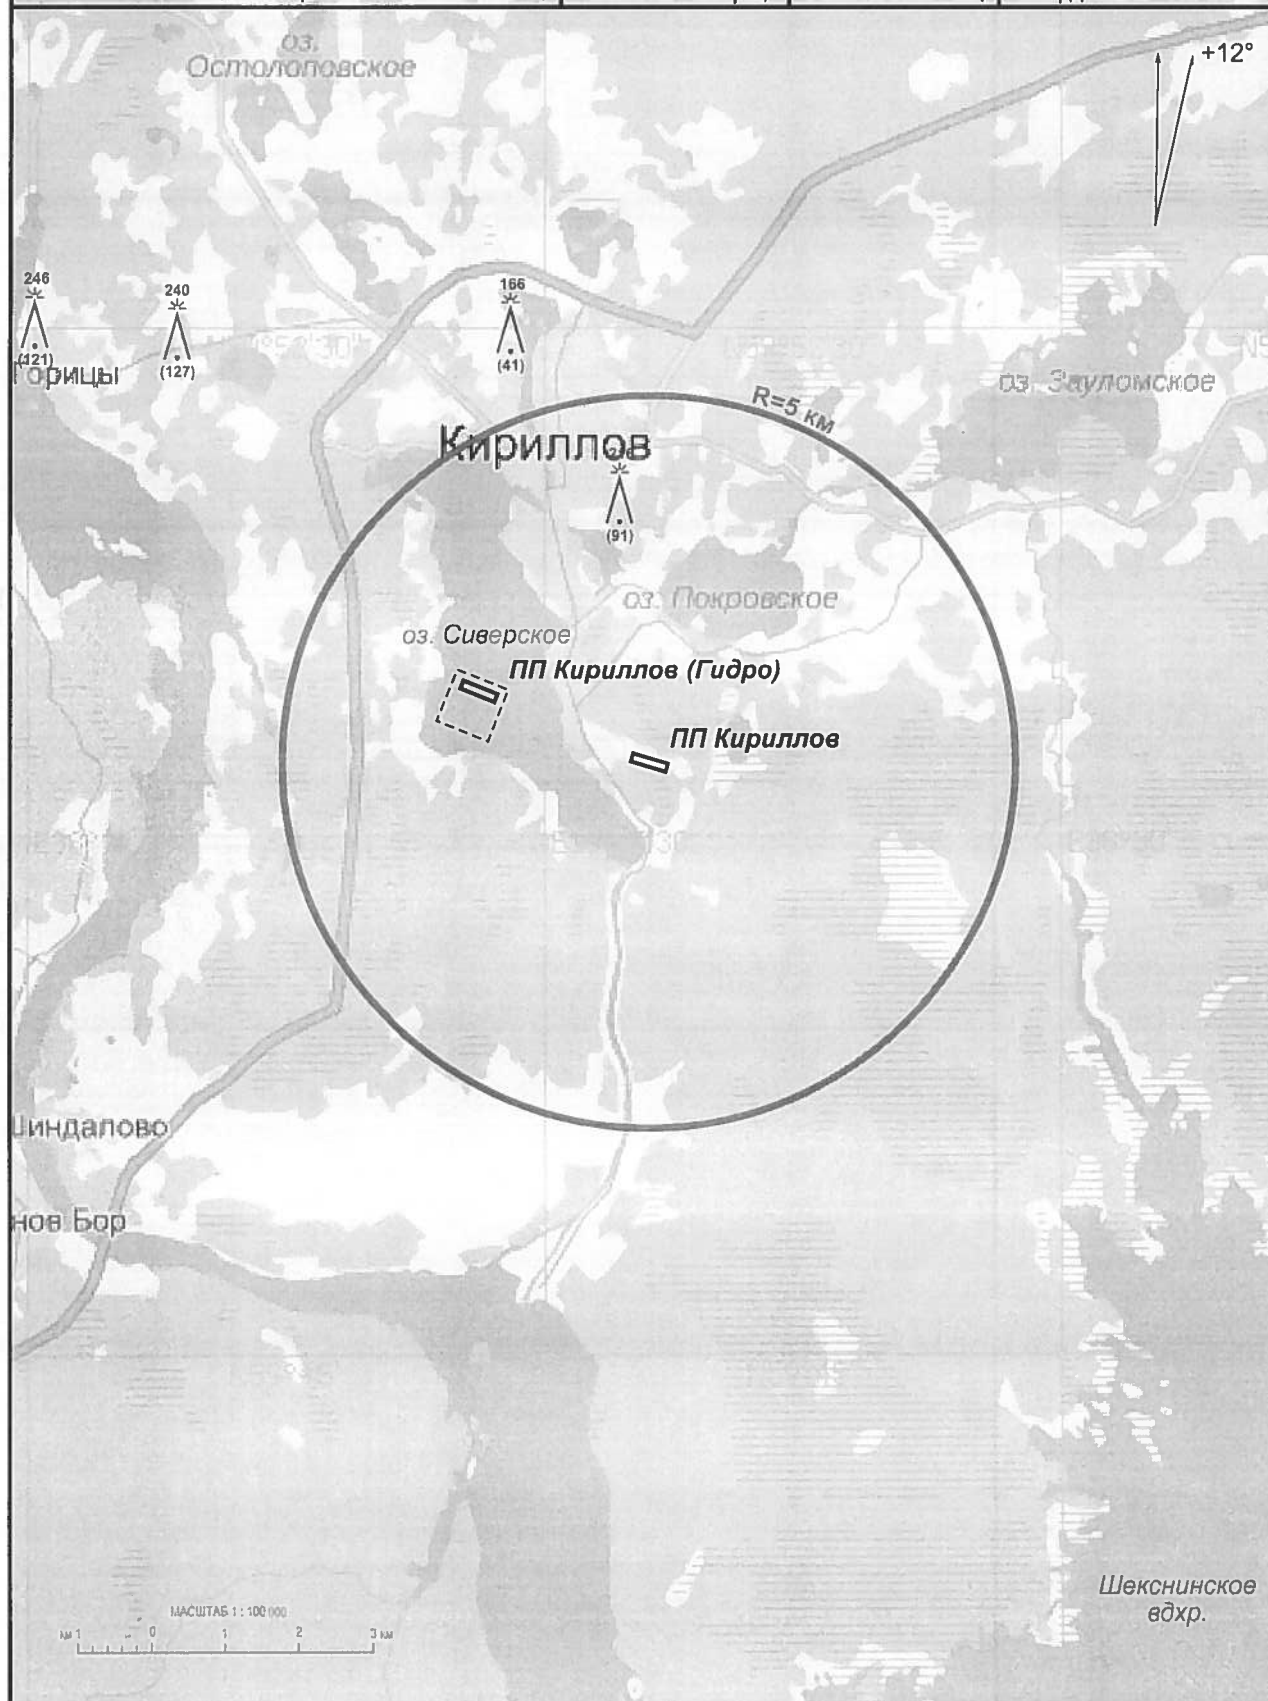 +12°
оз.
Остолоповское
246
(121)
240
(127)
166
(41)
Горицы
оз. Зауломское
R=5 км
Кириллов
(91)
оз. Покровское
оз. Сиверское
ПП Кириллов (Гидро)
ПП Кириллов
Шиндалово
нов Бор
Шекснинское
вдхр.
МАСШТАБ 1 : 100 000
км 1 0 1 2 3 км